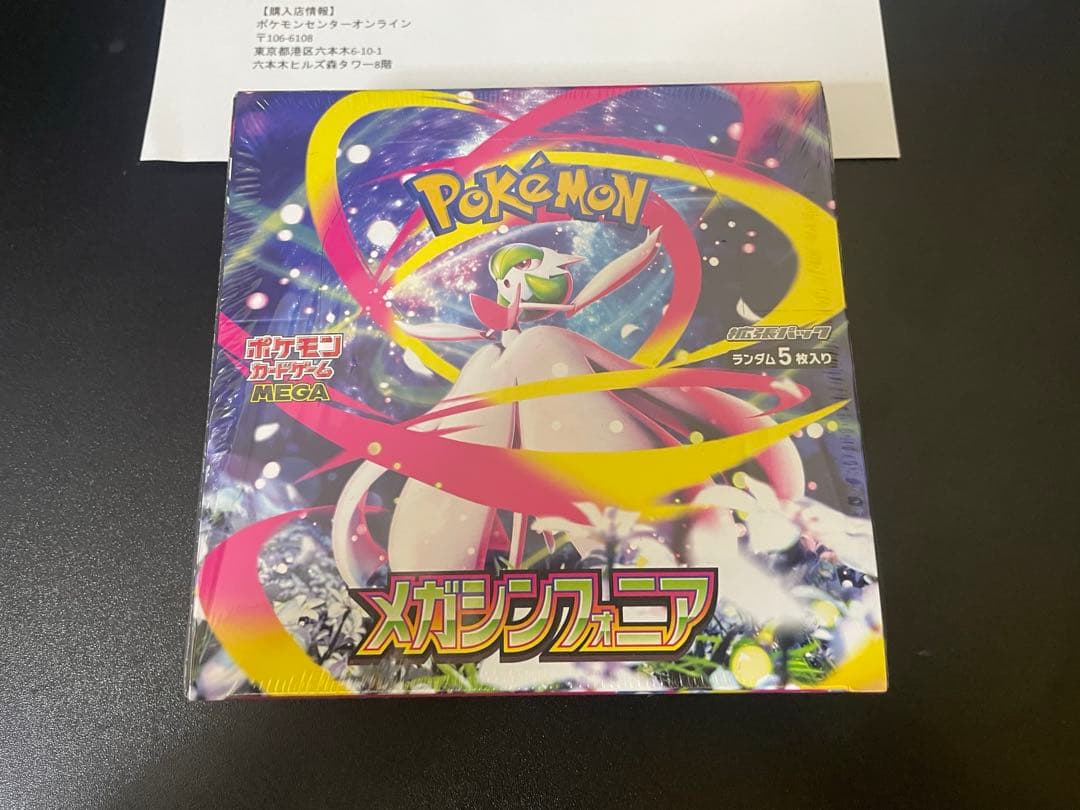 【購入店情報】
ポケモンセンターオンライン
〒106-6108
東京都港区六本木6-10-1
六本木ヒルズ森タワー8階
POKéMON
拡張パック
ランダム5枚入り
ポケモン
カードゲーム
MEGA
メガシンフォニア